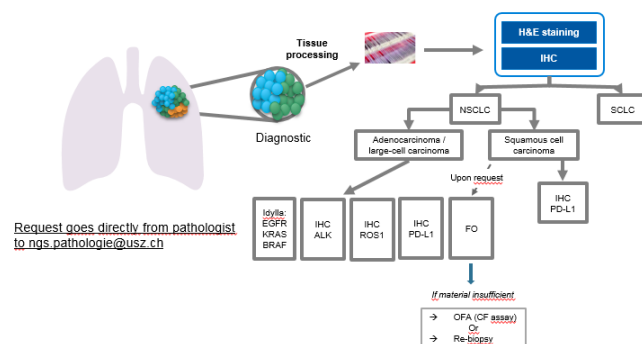 Tissue
processing
H&E staining
IHC
Diagnostic
NSCLC
SCLC
Adenocarcinoma /
large-cell carcinoma
Squamous cell
carcinoma
Upon request
IHC
PD-L1
Idylla:
EGFR
KRAS
BRAF
IHC
ALK
IHC
ROS1
IHC
PD-L1
FO
Request goes directly from pathologist
to ngs.pathologie@usz.ch
If material insufficient
→ OFA (CF assay)
Or
→ Re-biopsy